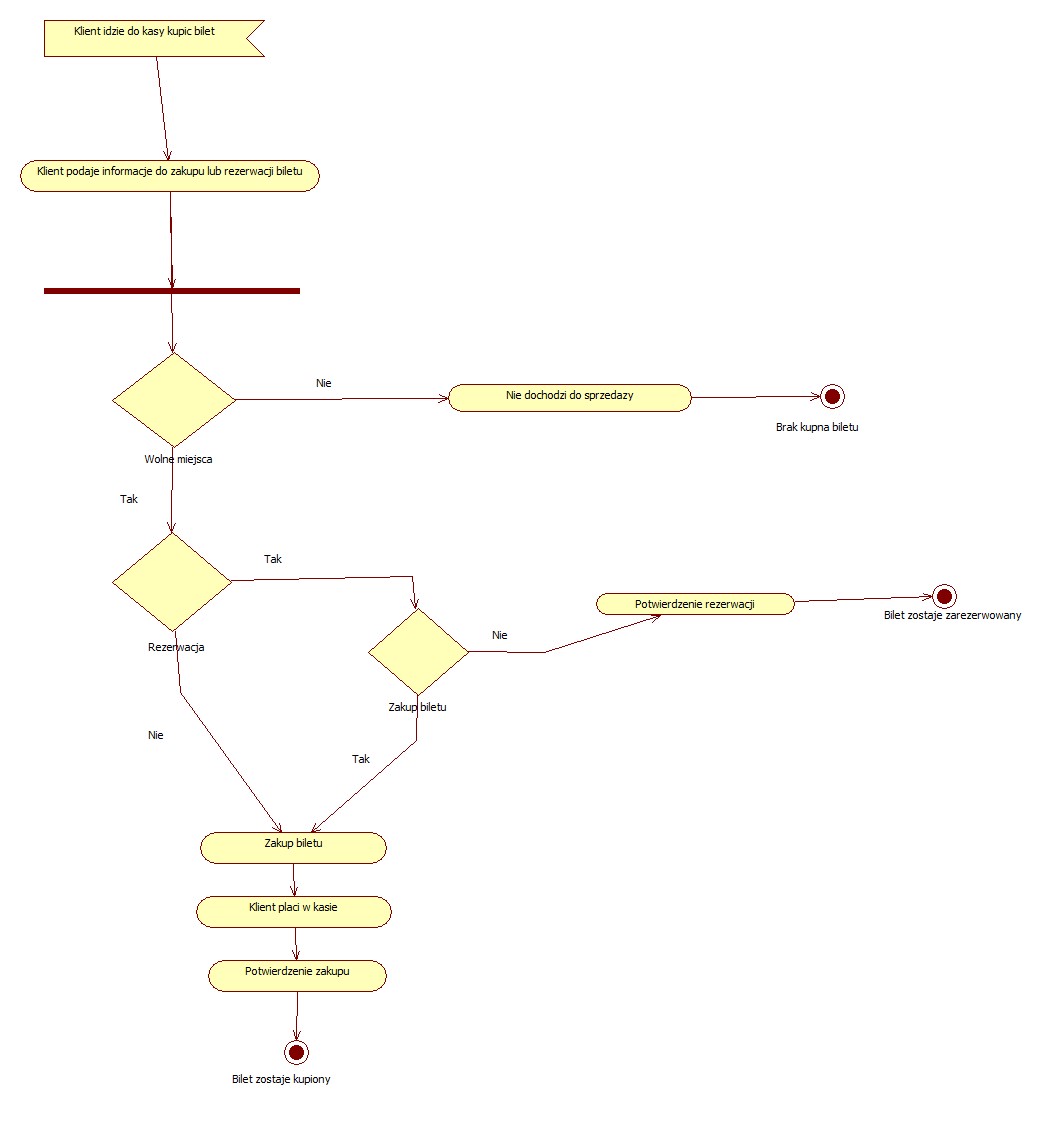 Klient idzie do kasy kupic bilet
Klient podaje informacje do zakupu lub rezerwacji biletu
Nie
Nie dochodzi do sprzedazy
Brak kupna biletu
Wolne miejsca
Tak
Tak
Potwierdzenie rezerwacji
Bilet zostaje zarezerwowany
Nie
Rezerwacja
Zakup biletu
Nie
Tak
Zakup biletu
Klient placi w kasie
Potwierdzenie zakupu
Bilet zostaje kupiony